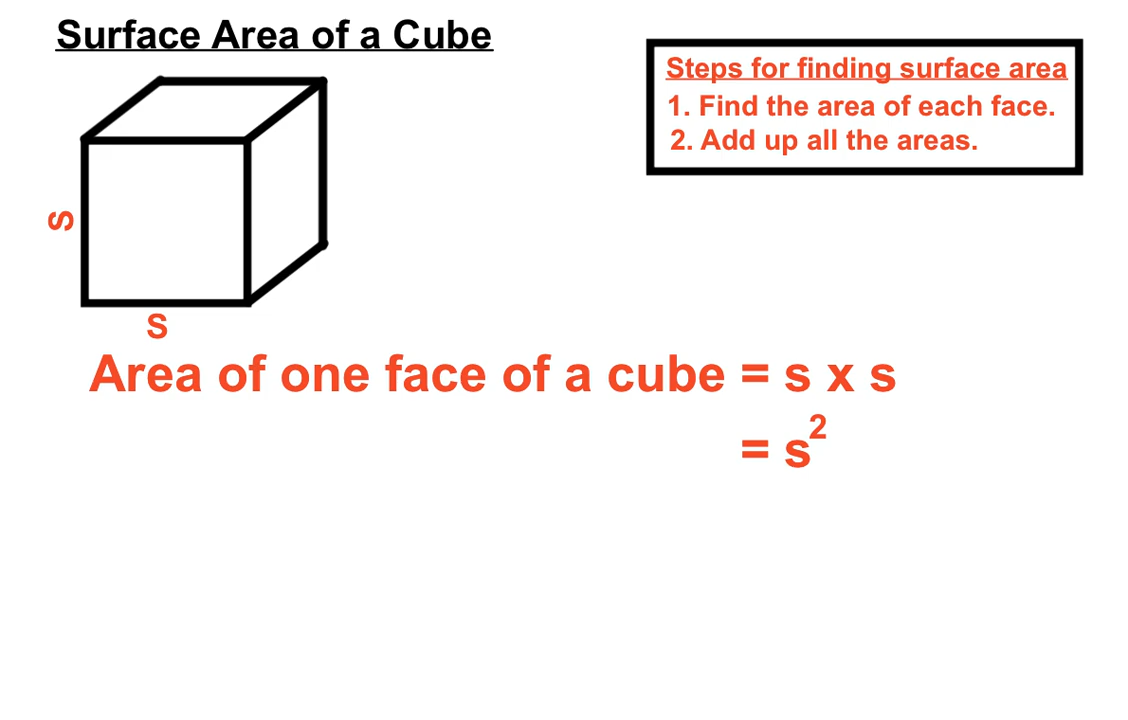 Surface Area of a Cube
Steps for finding surface area
1. Find the area of each face.
2. Add up all the areas.
s
s
Area of one face of a cube = s x s
= s²